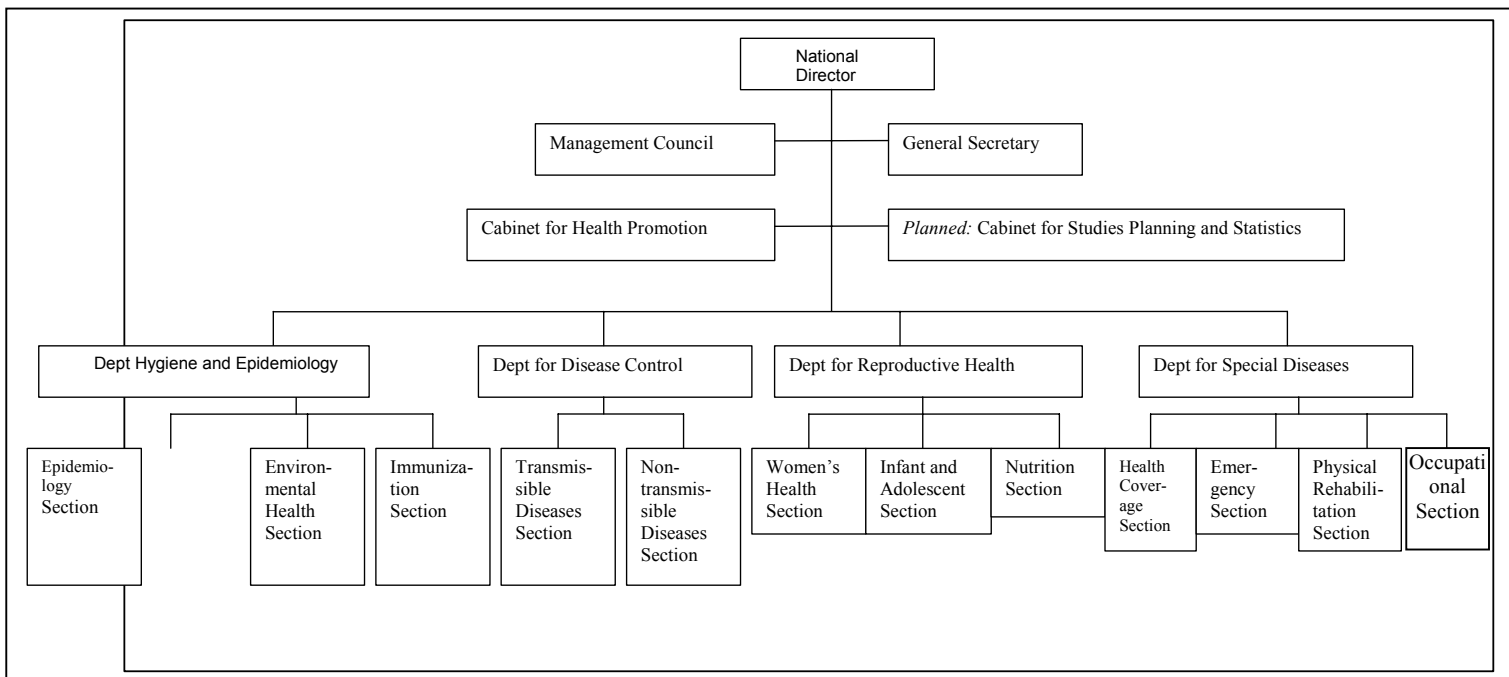 National
Director
Management Council
General Secretary
Cabinet for Health Promotion
Planned: Cabinet for Studies Planning and Statistics
Dept Hygiene and Epidemiology
Dept for Disease Control
Dept for Reproductive Health
Dept for Special Diseases
Epidemio-
logy
Section
Environ-
mental
Health
Section
Immuniza-
tion
Section
Transmis-
sible
Diseases
Section
Non-
transmis-
sible
Diseases
Section
Women's
Health
Section
Infant and
Adolescent
Section
Nutrition
Section
Health
Cover-
age
Section
Emer-
gency
Section
Physical
Rehabili-
tation
Section
Occupati
onal
Section